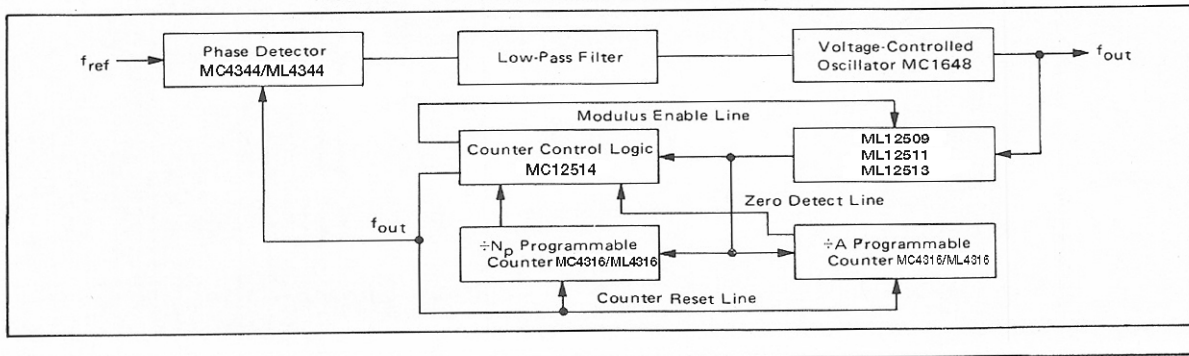 f_ref
Phase Detector
MC4344/ML4344
Low-Pass Filter
Voltage-Controlled
Oscillator MC1648
f_out
Modulus Enable Line
Counter Control Logic
MC12514
ML12509
ML12511
ML12513
Zero Detect Line
f_out
÷N_p Programmable
Counter MC4316/ML4316
÷A Programmable
Counter MC4316/ML4316
Counter Reset Line